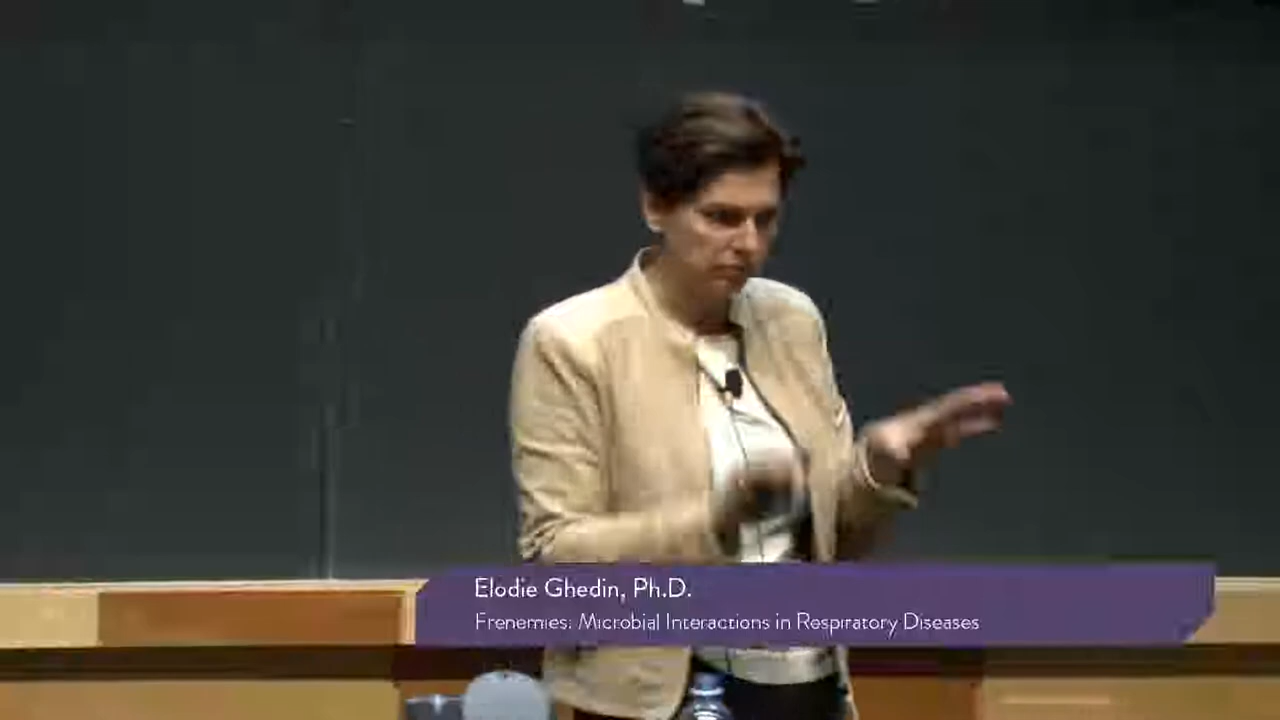 Elodie Ghedin, Ph.D.
Frenemies: Microbial Interactions in Respiratory Diseases